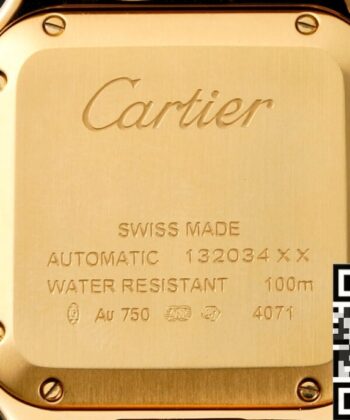 Cartier
SWISS MADE
AUTOMATIC 132034XX
WATER RESISTANT 100m
Au 750 4071